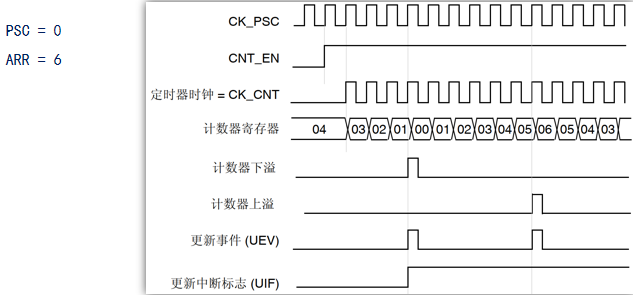 PSC = 0
ARR = 6
CK_PSC
CNT_EN
定时器时钟 = CK_CNT
计数器寄存器 04 03 02 01 00 01 02 03 04 05 06 05 04 03
计数器下溢
计数器上溢
更新事件 (UEV)
更新中断标志 (UIF)